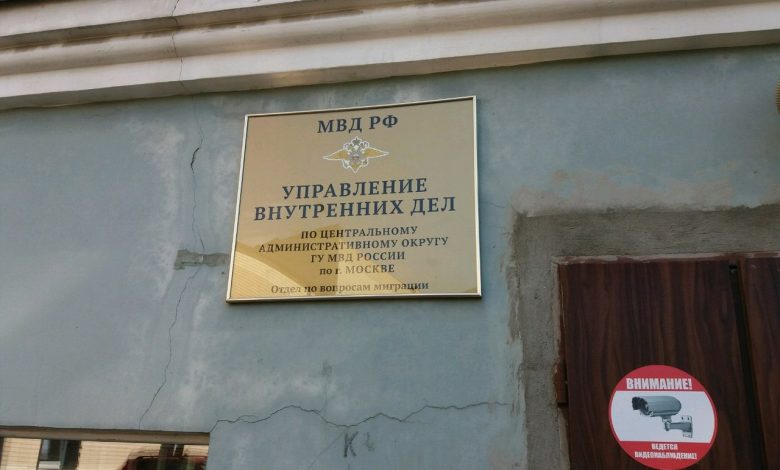 МВД РФ
УПРАВЛЕНИЕ
ВНУТРЕННИХ ДЕЛ
ПО ЦЕНТРАЛЬНОМУ
АДМИНИСТРАТИВНОМУ ОКРУГУ
ГУ МВД РОССИИ
по г. МОСКВЕ
Отдел по вопросам миграции
ВНИМАНИЕ!
ВЕДЕТСЯ
ВИДЕОНАБЛЮДЕНИЕ!